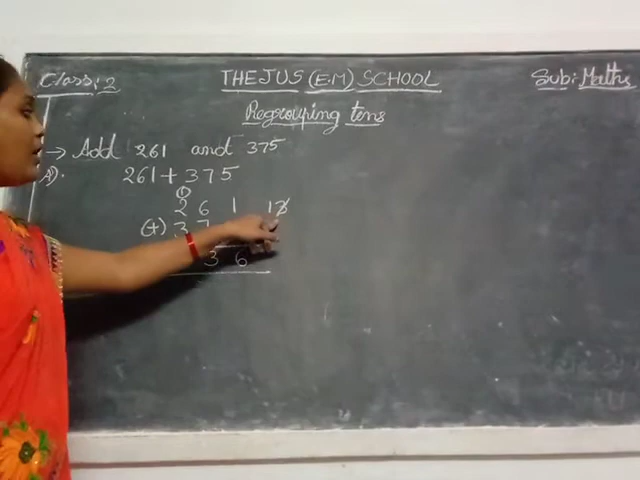 Class: 2 THEJUS (E.M) SCHOOL Sub: Maths
Regrouping tens
→ Add 261 and 375
A). 261 + 375
1
2 6 1 13
(+) 3 7
3 6